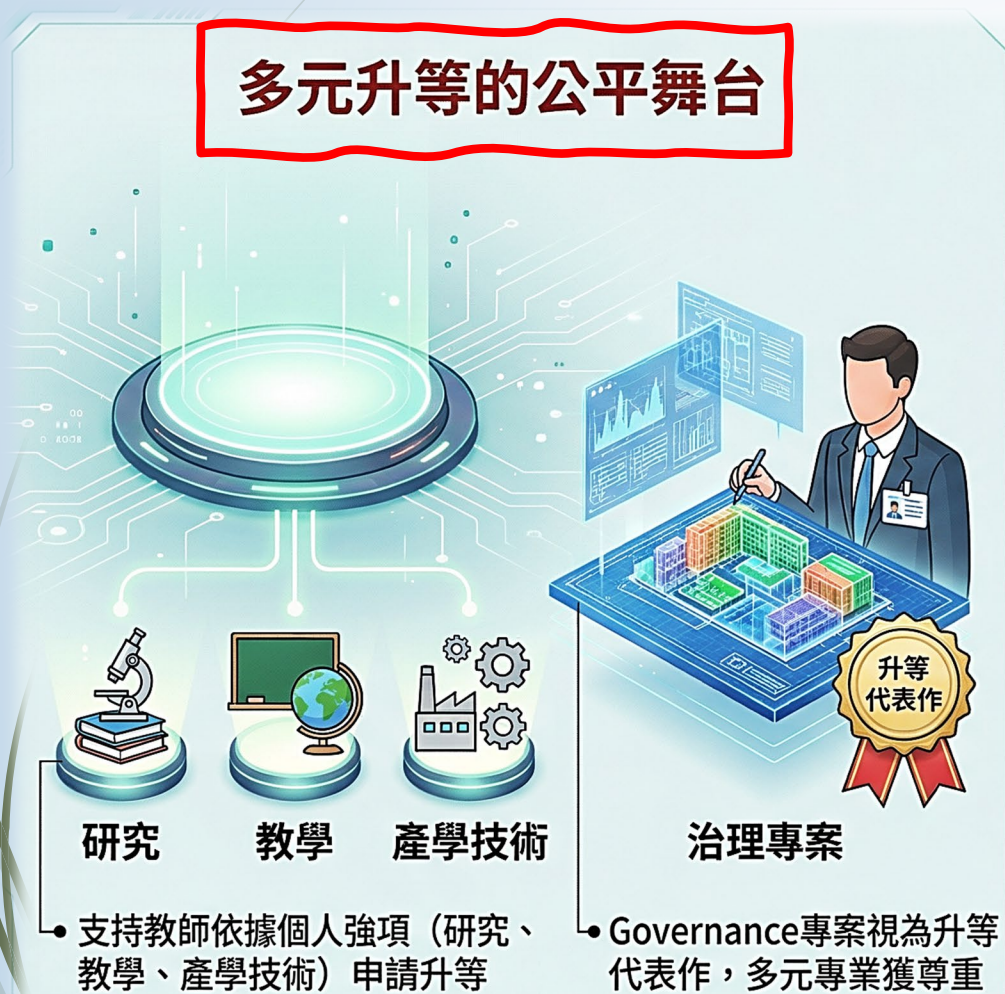 多元升等的公平舞台
升等
代表作
研究
教學
產學技術
治理專案
支持教師依據個人強項（研究、
教學、產學技術）申請升等
Governance專案視為升等
代表作，多元專業獲尊重